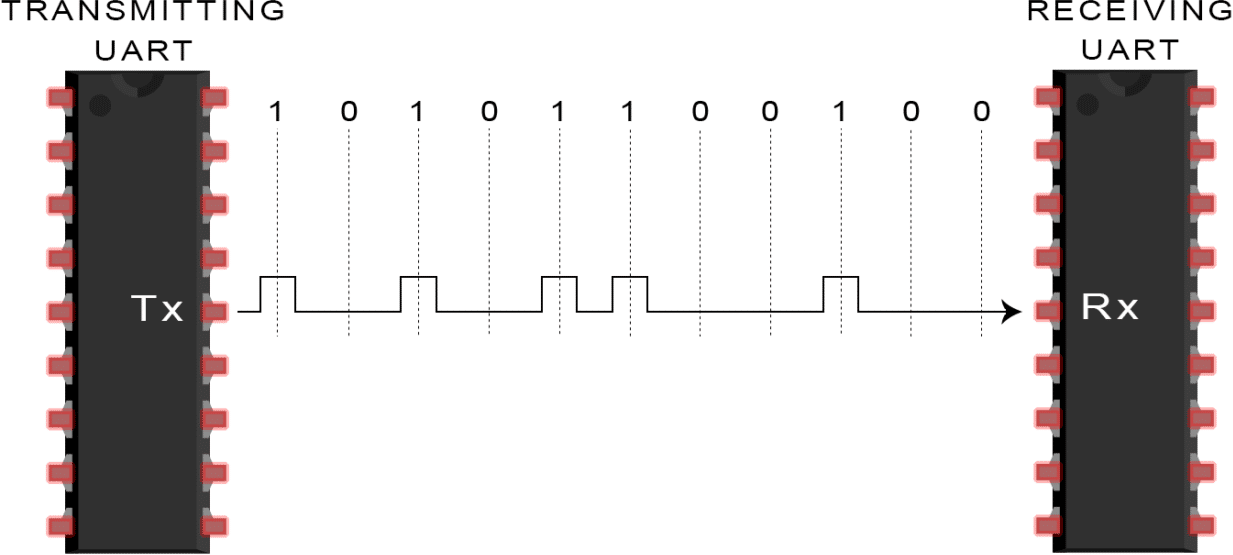 TRANSMITTING
UART
RECEIVING
UART
1 0 1 0 1 1 0 0 1 0 0
Tx
Rx